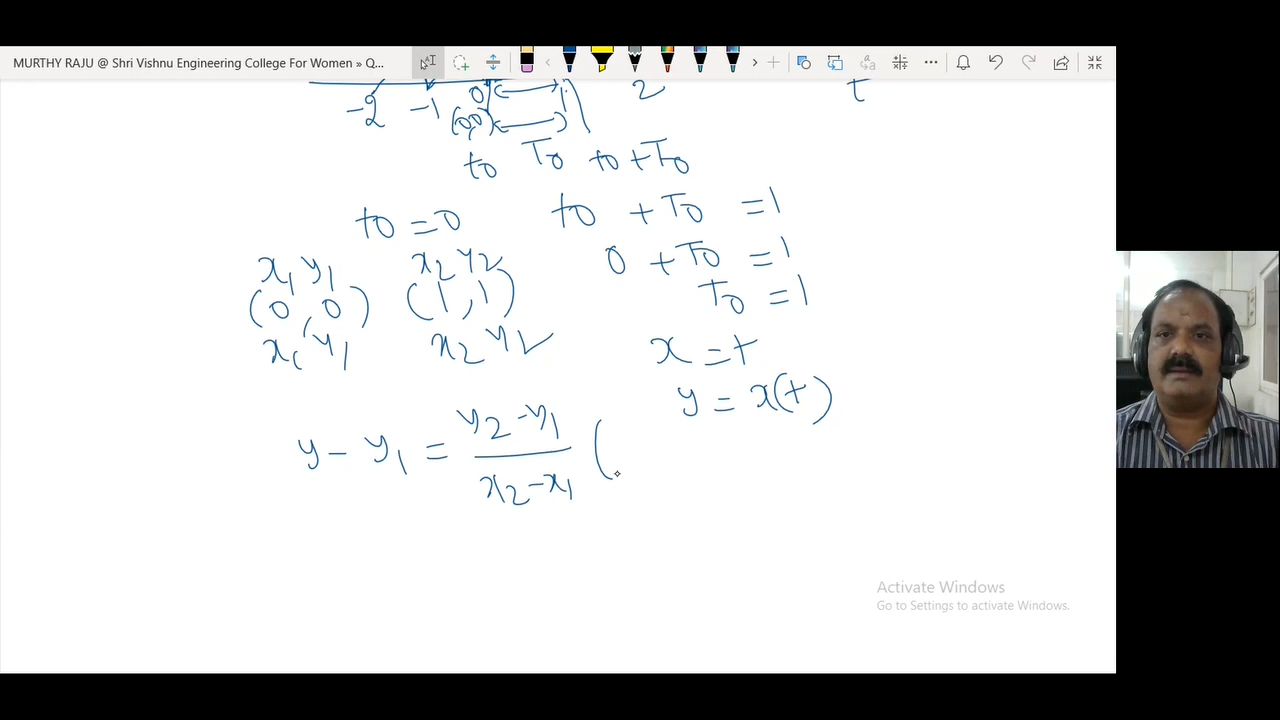 MURTHY RAJU @ Shri Vishnu Engineering College For Women » Q...
-2 -1 0 1 2 t
(0,0)
t0 T0 t0+T0
t0 = 0 t0 + T0 = 1
x1 y1 x2 y2 0 + T0 = 1
(0, 0) (1, 1) T0 = 1
x1 y1 x2 y2 x = t
y = x(t)
y - y1 = y2 - y1 / x2 - x1 (
Activate Windows
Go to Settings to activate Windows.